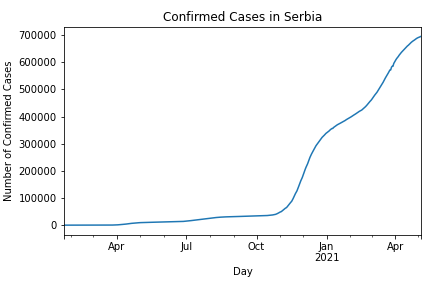 Confirmed Cases in Serbia
700000
600000
500000
400000
300000
200000
100000
0
Number of Confirmed Cases
Apr Jul Oct Jan Apr
2021
Day